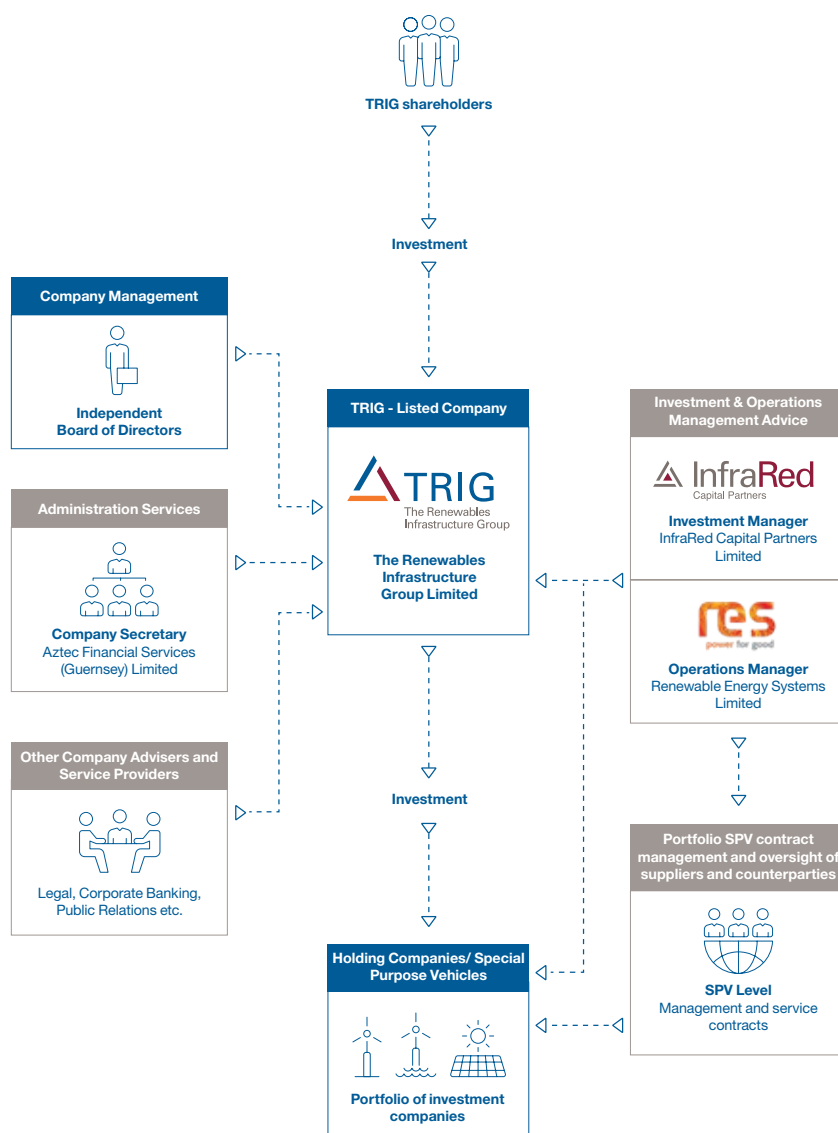 TRIG shareholders
Investment
Company Management
Independent
Board of Directors
Administration Services
Company Secretary
Aztec Financial Services
(Guernsey) Limited
Other Company Advisers and
Service Providers
Legal, Corporate Banking,
Public Relations etc.
TRIG - Listed Company
TRIG
The Renewables
Infrastructure Group
The Renewables
Infrastructure
Group Limited
Investment
Holding Companies/ Special
Purpose Vehicles
Portfolio of investment
companies
Investment & Operations
Management Advice
InfraRed
Capital Partners
Investment Manager
InfraRed Capital Partners
Limited
res
power for good
Operations Manager
Renewable Energy Systems
Limited
Portfolio SPV contract
management and oversight of
suppliers and counterparties
SPV Level
Management and service
contracts